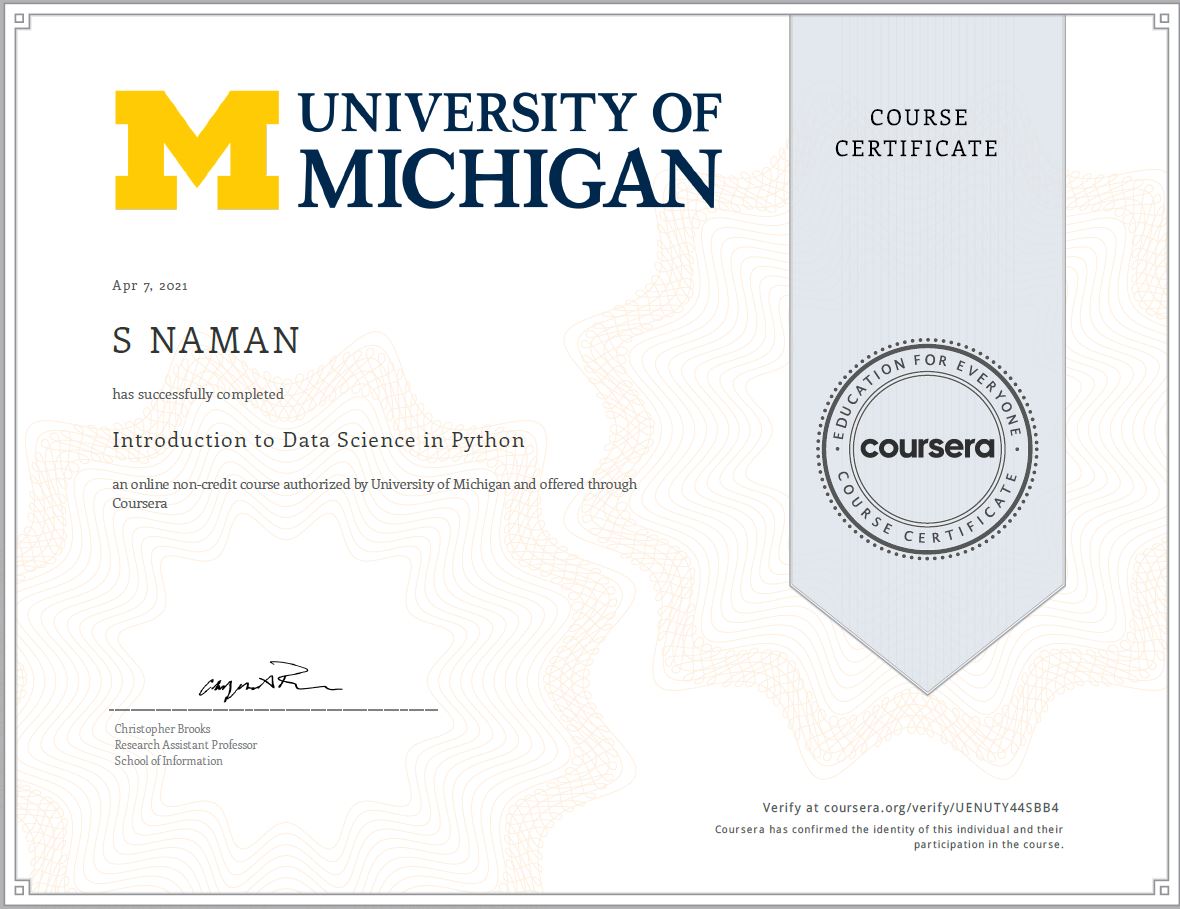 UNIVERSITY OF
MICHIGAN
COURSE
CERTIFICATE
Apr 7, 2021
S NAMAN
has successfully completed
Introduction to Data Science in Python
an online non-credit course authorized by University of Michigan and offered through
Coursera
EDUCATION FOR EVERYONE
coursera
COURSE CERTIFICATE
Christopher Brooks
Research Assistant Professor
School of Information
Verify at coursera.org/verify/UENUTY44SBB4
Coursera has confirmed the identity of this individual and their
participation in the course.